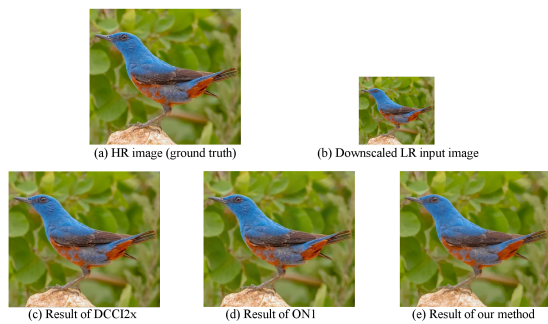 (a) HR image (ground truth)
(b) Downscaled LR input image
(c) Result of DCCI2x
(d) Result of ON1
(e) Result of our method